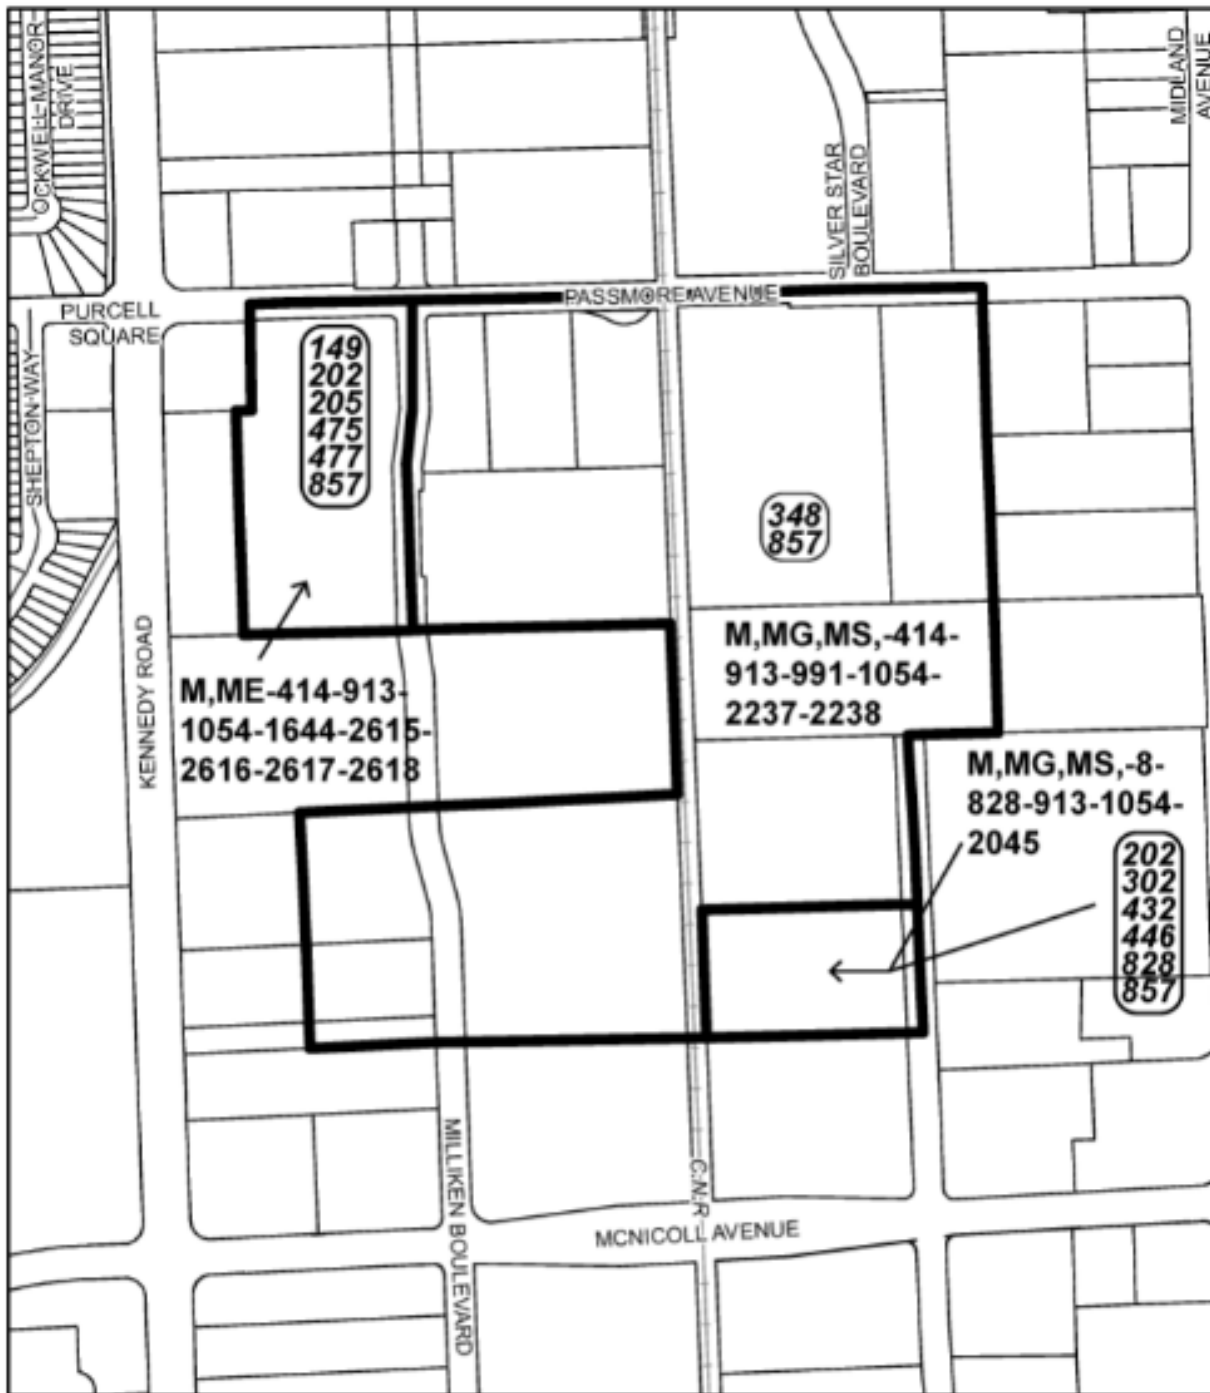 OCKWELL-MANOR
DRIVE
MIDLAND
AVENUE
SILVER STAR
BOULEVARD
PASSMORE AVENUE
PURCELL
SQUARE
SHEPTON-WAY
149
202
205
475
477
857
348
857
KENNEDY ROAD
M,ME-414-913-
1054-1644-2615-
2616-2617-2618
M,MG,MS,-414-
913-991-1054-
2237-2238
M,MG,MS,-8-
828-913-1054-
2045
202
302
432
446
828
857
MILLIKEN BOULEVARD
C.N.R
MCNICOLL AVENUE